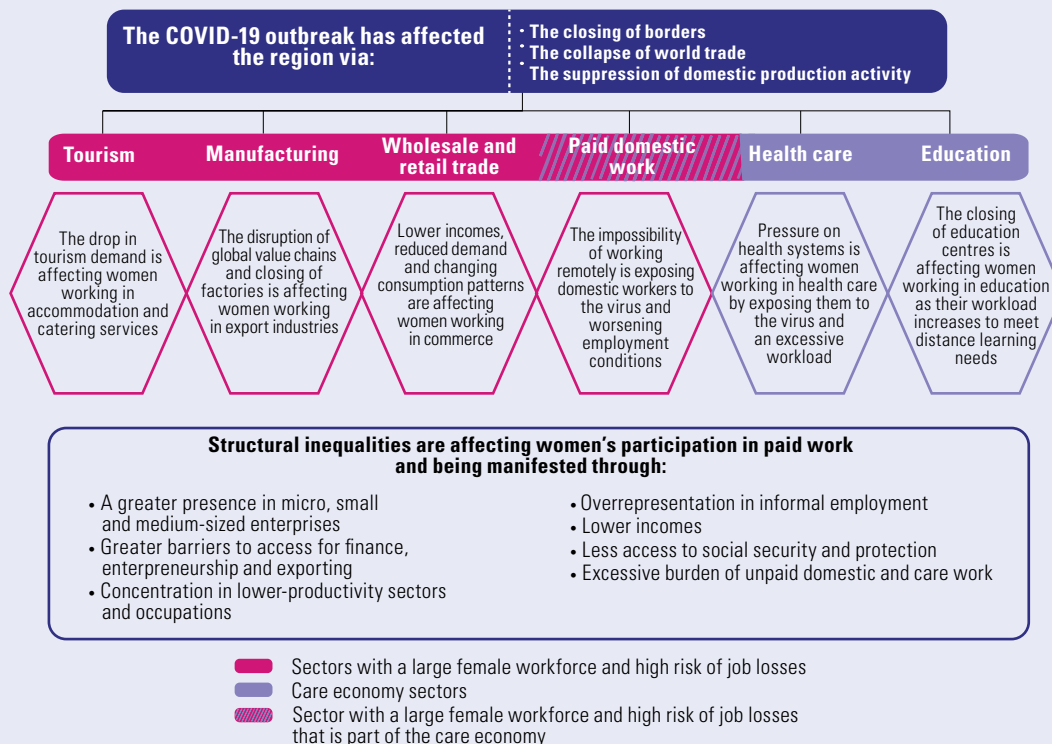 The COVID-19 outbreak has affected
the region via:
· The closing of borders
· The collapse of world trade
· The suppression of domestic production activity
Tourism
Manufacturing
Wholesale and
retail trade
Paid domestic
work
Health care
Education
The drop in
tourism demand is
affecting women
working in
accommodation and
catering services
The disruption of
global value chains
and closing of
factories is affecting
women working
in export industries
Lower incomes,
reduced demand
and changing
consumption patterns
are affecting
women working
in commerce
The impossibility
of working
remotely is exposing
domestic workers to
the virus and
worsening
employment
conditions
Pressure on
health systems is
affecting women
working in health care
by exposing them to
the virus and
an excessive
workload
The closing
of education
centres is
affecting women
working in education
as their workload
increases to meet
distance learning
needs
Structural inequalities are affecting women's participation in paid work
and being manifested through:
• A greater presence in micro, small
and medium-sized enterprises
• Greater barriers to access for finance,
enterpreneurship and exporting
• Concentration in lower-productivity sectors
and occupations
• Overrepresentation in informal employment
• Lower incomes
• Less access to social security and protection
• Excessive burden of unpaid domestic and care work
Sectors with a large female workforce and high risk of job losses
Care economy sectors
Sector with a large female workforce and high risk of job losses
that is part of the care economy